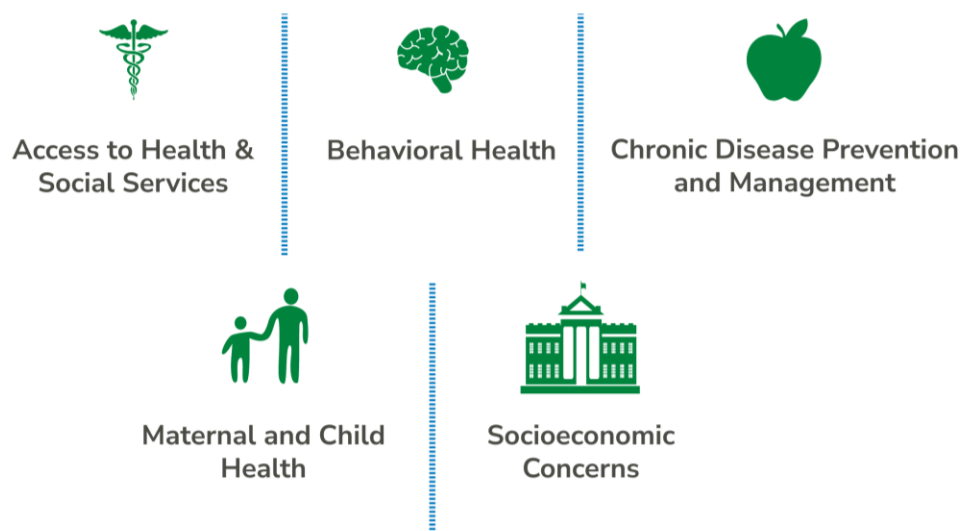 Access to Health &
Social Services
Behavioral Health
Chronic Disease Prevention
and Management
Maternal and Child
Health
Socioeconomic
Concerns